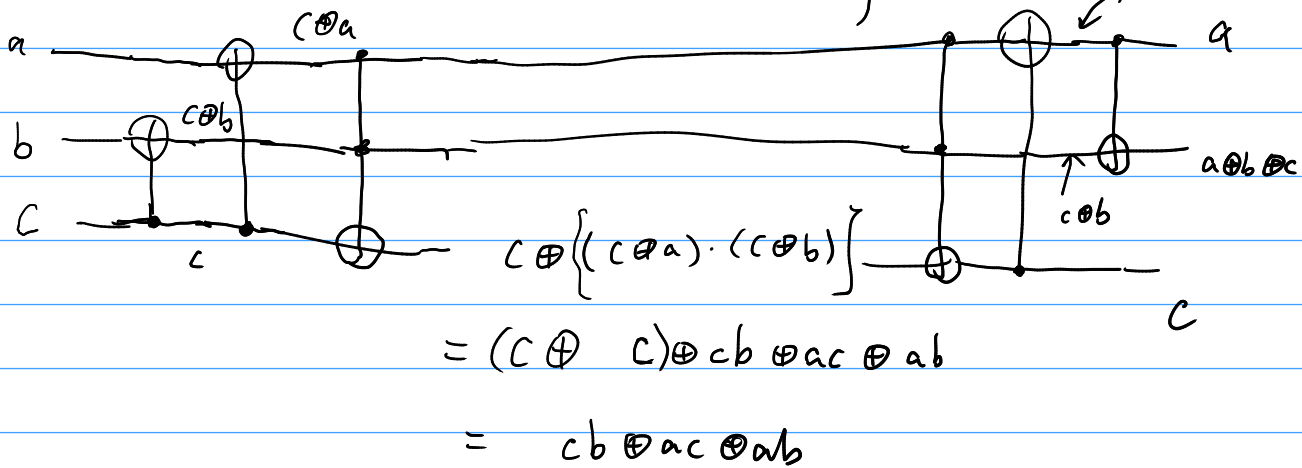 c⊕a
a
a
c⊕b
b
a⊕b⊕c
c⊕b
C
c
C⊕{(c⊕a)·(c⊕b)}
C
= (C⊕ C)⊕cb⊕ac⊕ab
= cb⊕ac⊕ab